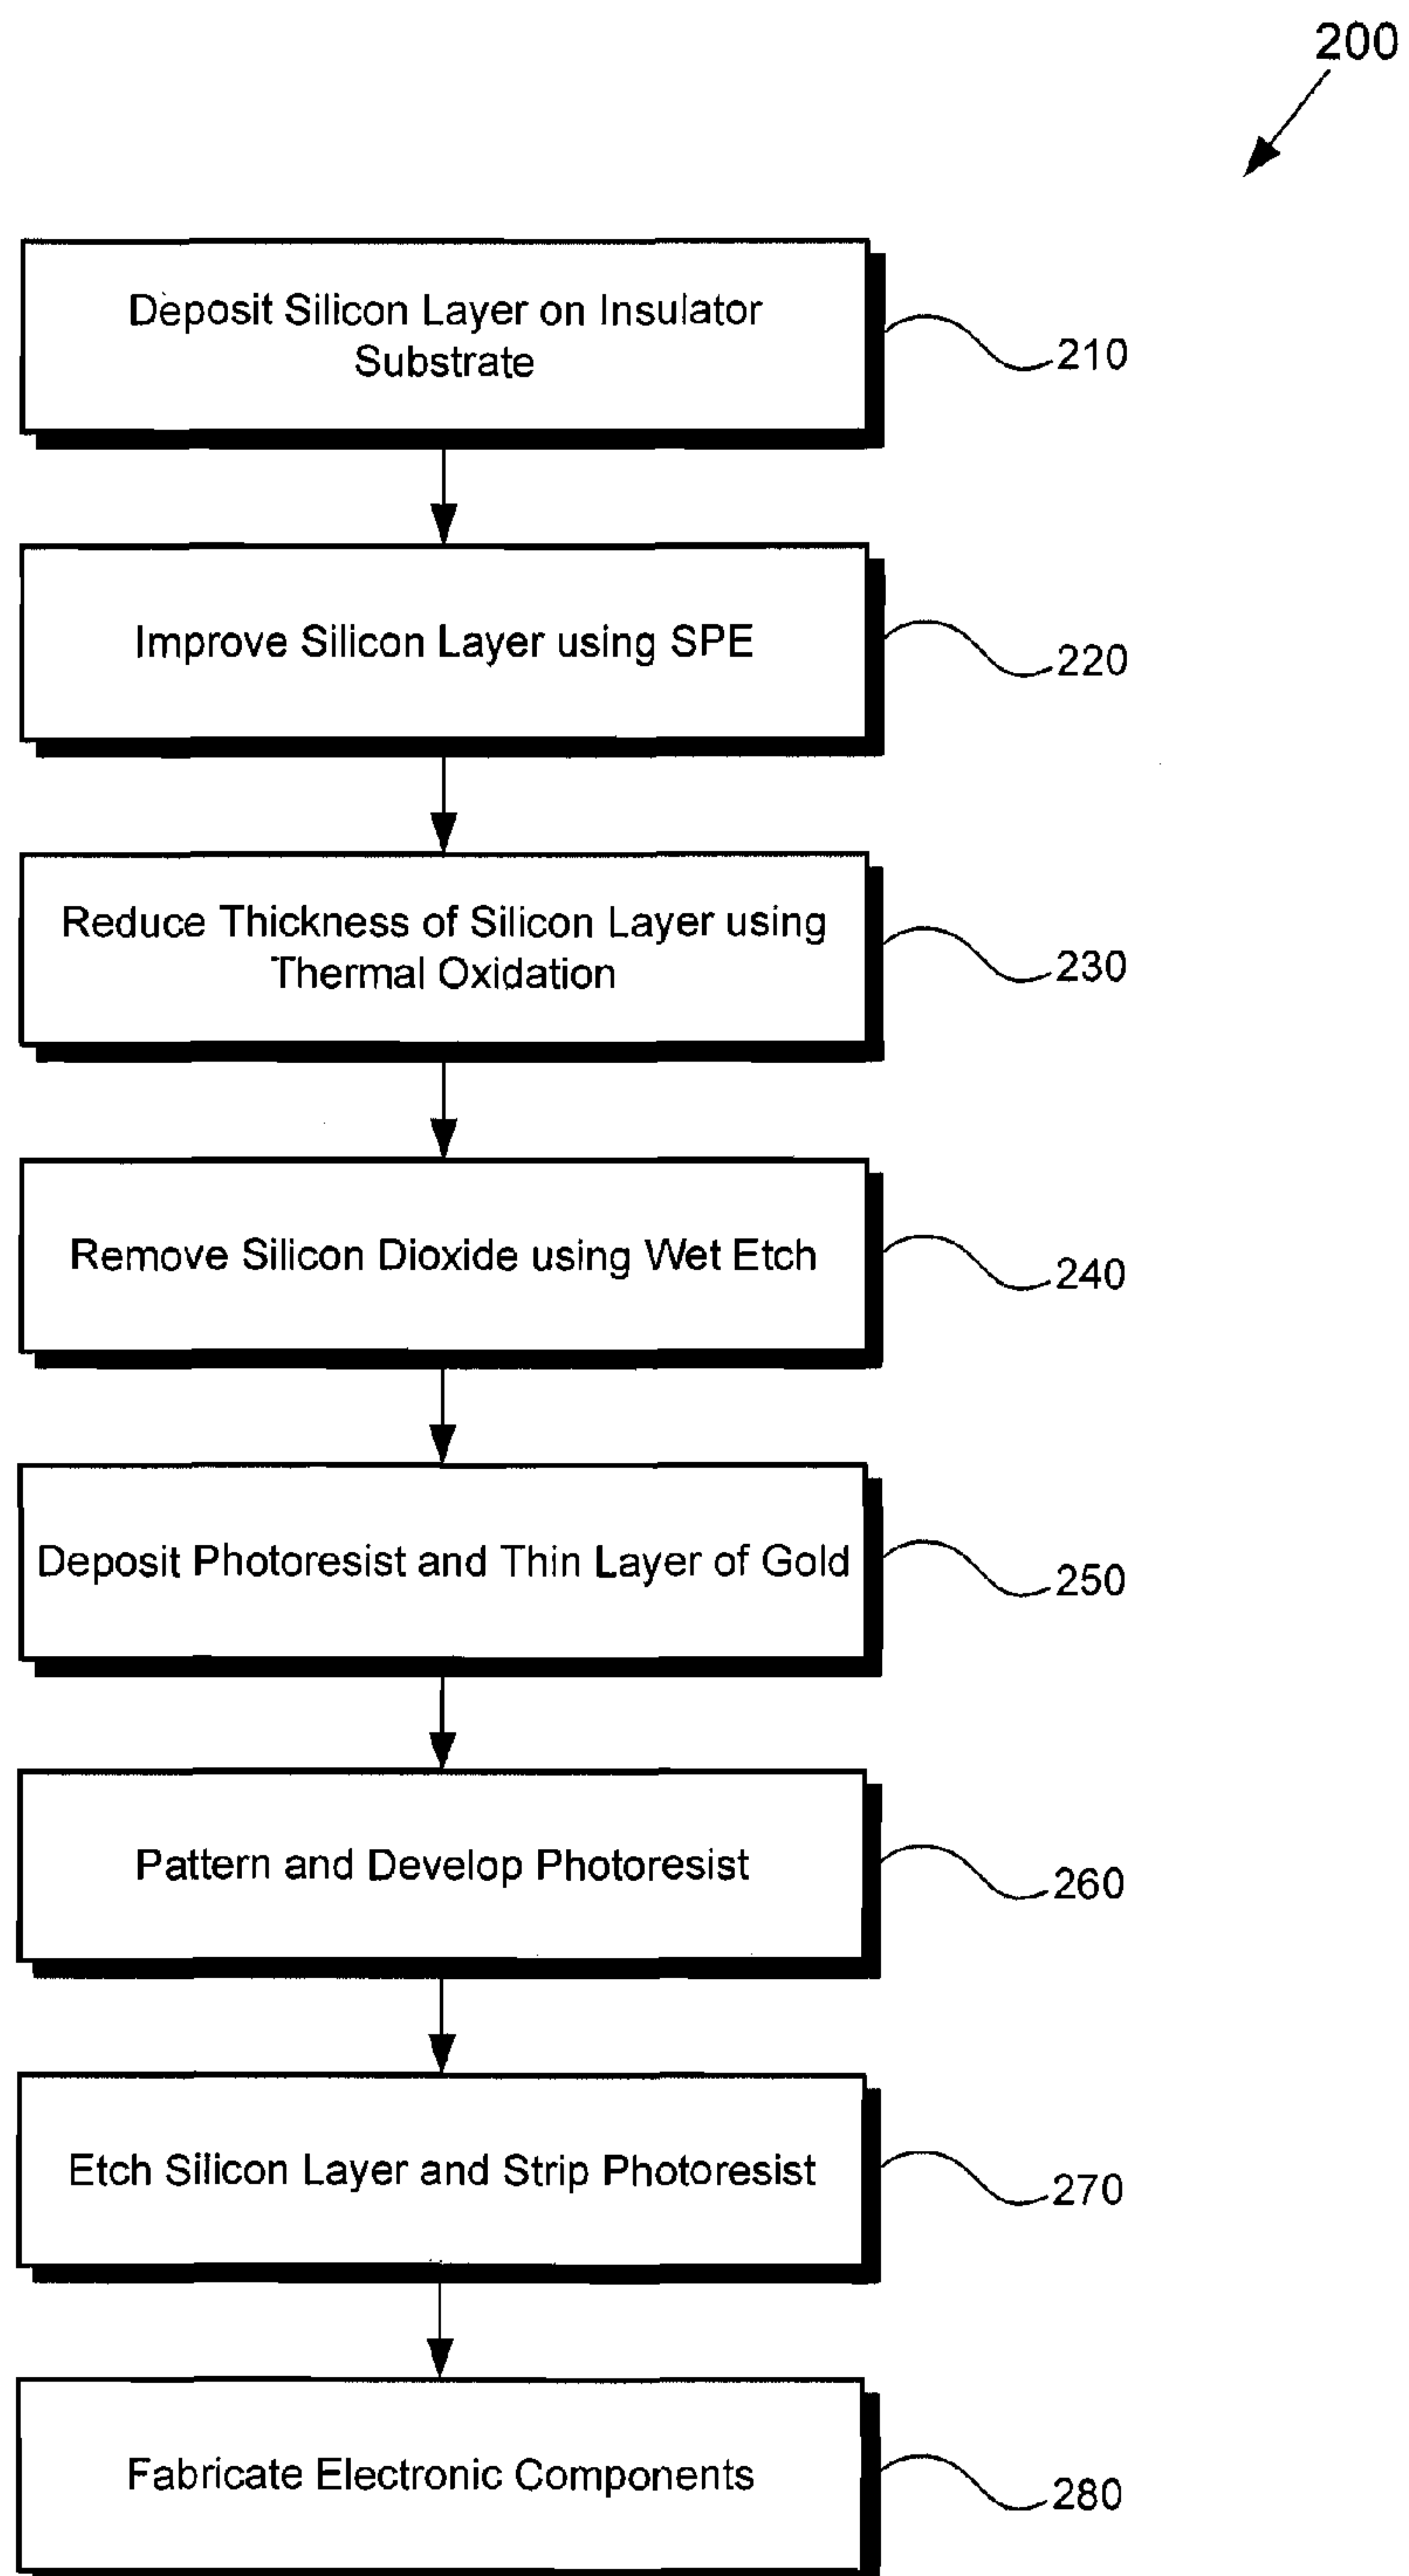 200
Deposit Silicon Layer on Insulator
Substrate
210
Improve Silicon Layer using SPE
220
Reduce Thickness of Silicon Layer using
Thermal Oxidation
230
Remove Silicon Dioxide using Wet Etch
240
Deposit Photoresist and Thin Layer of Gold
250
Pattern and Develop Photoresist
260
Etch Silicon Layer and Strip Photoresist
270
Fabricate Electronic Components
280